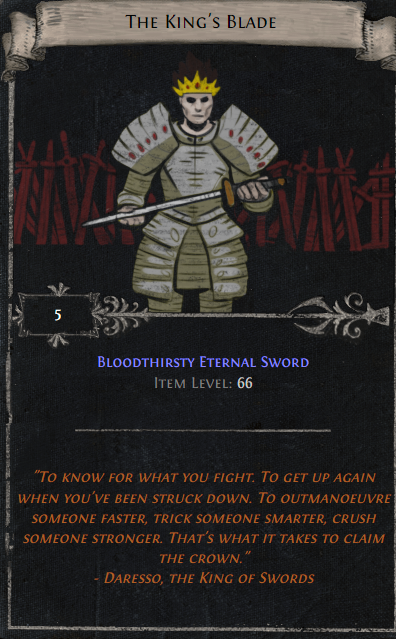 The King's Blade
5
Bloodthirsty Eternal Sword
Item Level: 66
"To know for what you fight. To get up again
when you've been struck down. To outmanoeuvre
someone faster, trick someone smarter, crush
someone stronger. That's what it takes to claim
the crown."
- Daresso, the King of Swords